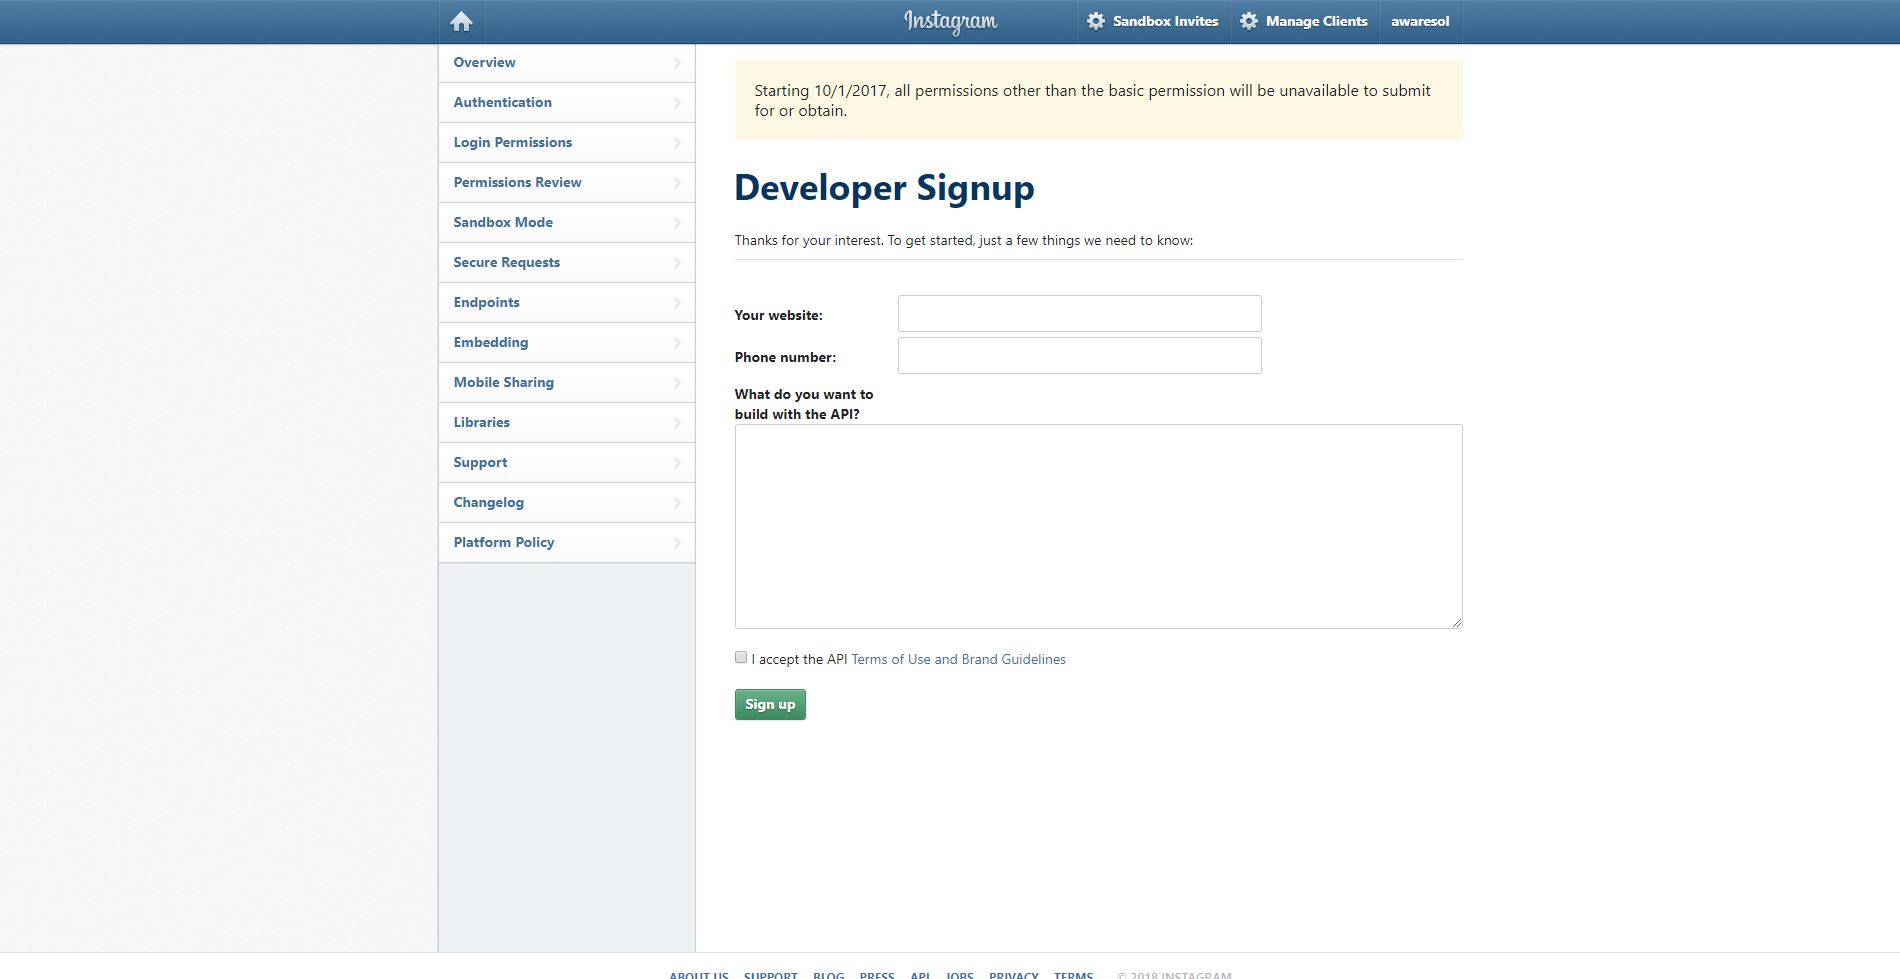 Instagram
Sandbox Invites
Manage Clients
awaresol
Overview
Authentication
Login Permissions
Permissions Review
Sandbox Mode
Secure Requests
Endpoints
Embedding
Mobile Sharing
Libraries
Support
Changelog
Platform Policy
Starting 10/1/2017, all permissions other than the basic permission will be unavailable to submit
for or obtain.
Developer Signup
Thanks for your interest. To get started, just a few things we need to know:
Your website:
Phone number:
What do you want to
build with the API?
I accept the API Terms of Use and Brand Guidelines
Sign up
ABOUT US SUPPORT BLOG PRESS API JOBS PRIVACY TERMS © 2018 INSTAGRAM